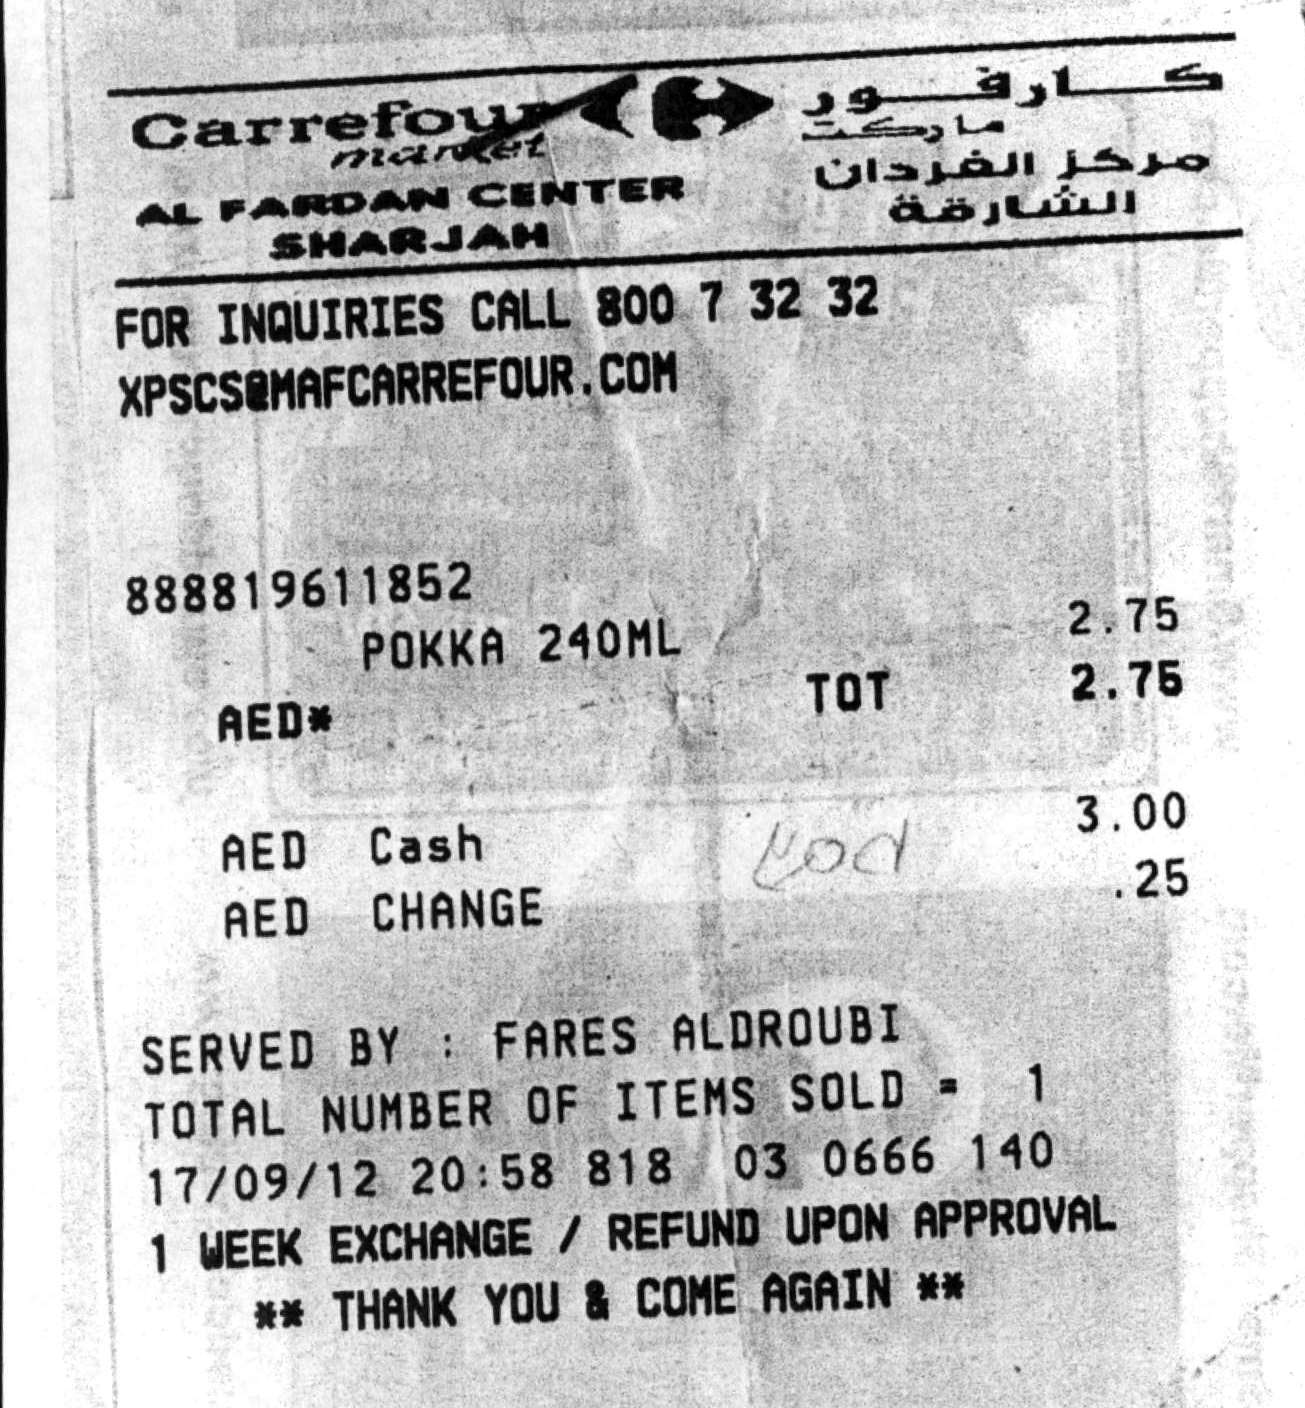 Carrefour
market
AL FARDAN CENTER
SHARJAH
كارفور
ماركت
مركز الفردان
الشارقة
FOR INQUIRIES CALL 800 7 32 32
XPSCS@MAFCARREFOUR.COM
888819611852
POKKA 240ML 2.75
AED* TOT 2.75
AED Cash 3.00
AED CHANGE .25
SERVED BY : FARES ALDROUBI
TOTAL NUMBER OF ITEMS SOLD = 1
17/09/12 20:58 818 03 0666 140
1 WEEK EXCHANGE / REFUND UPON APPROVAL
** THANK YOU & COME AGAIN **